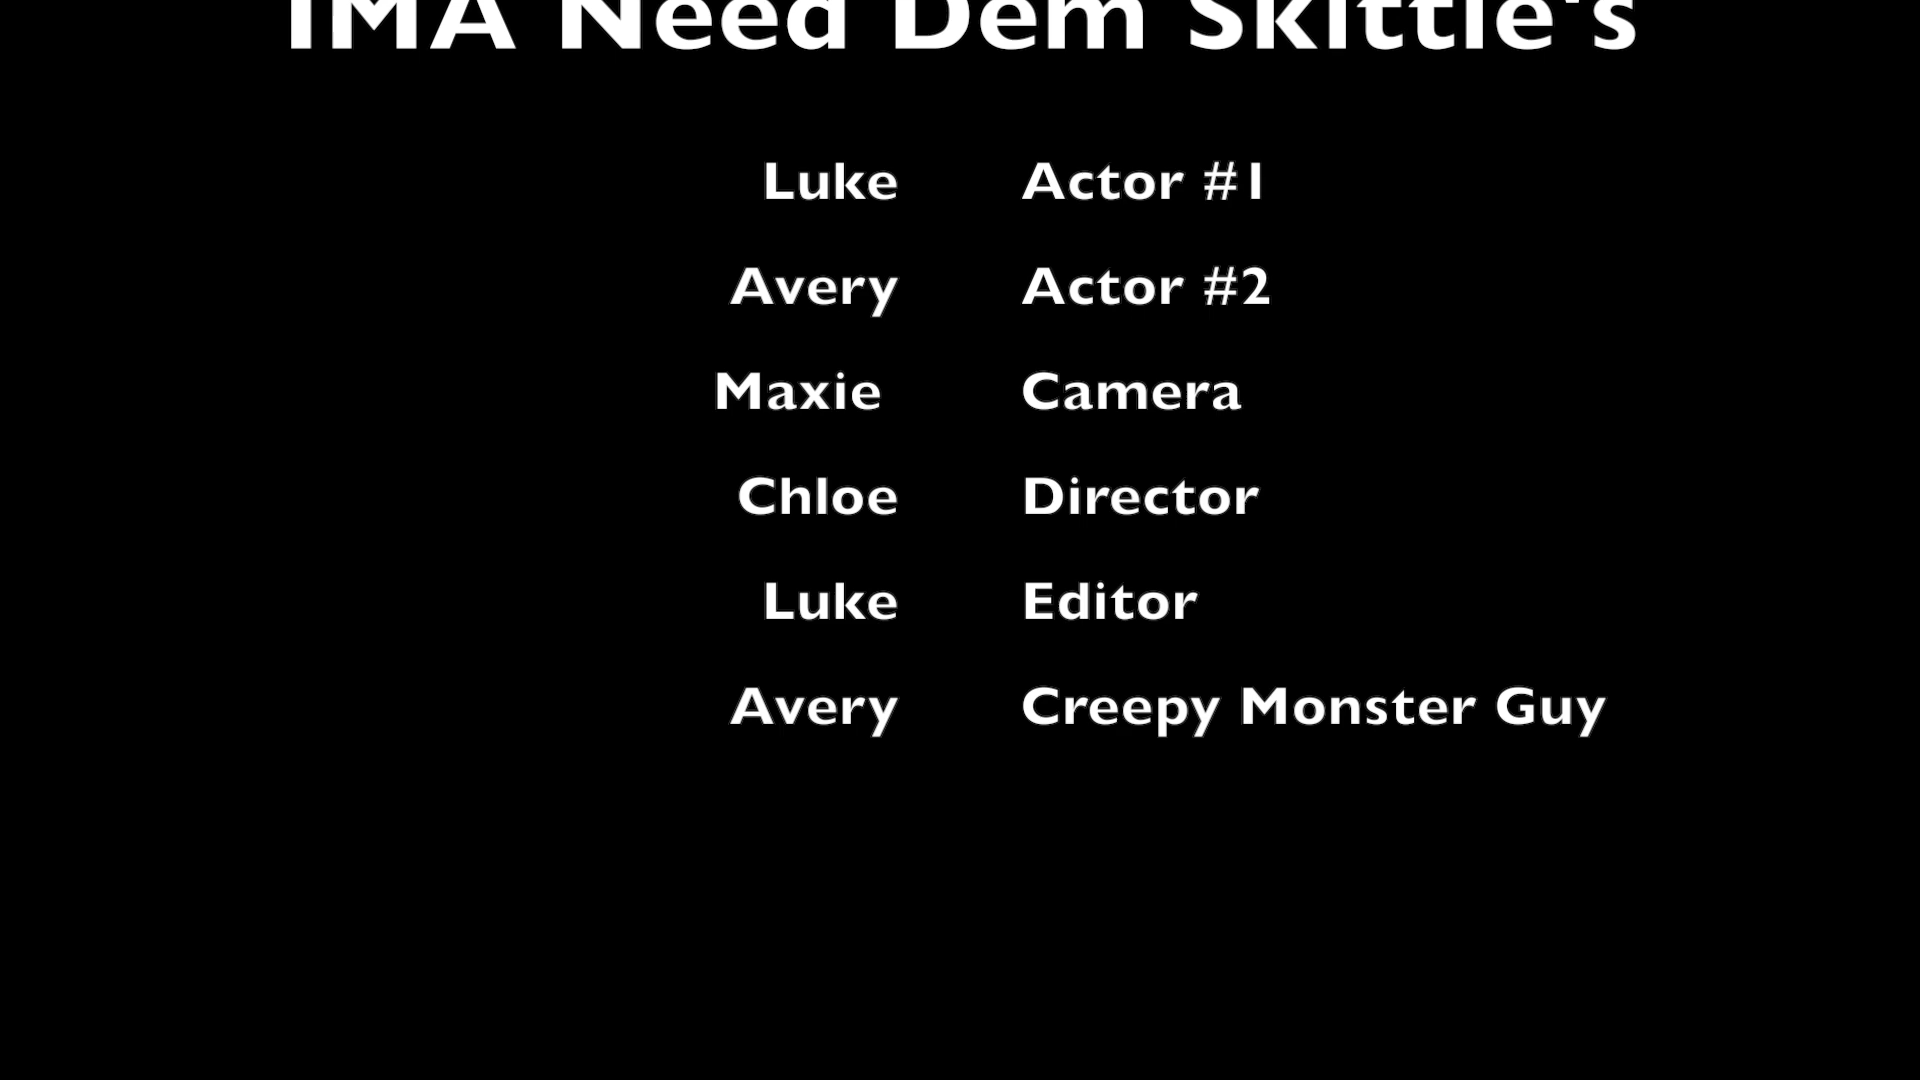 IMA Need Dem Skittle's
Luke Actor #1
Avery Actor #2
Maxie Camera
Chloe Director
Luke Editor
Avery Creepy Monster Guy